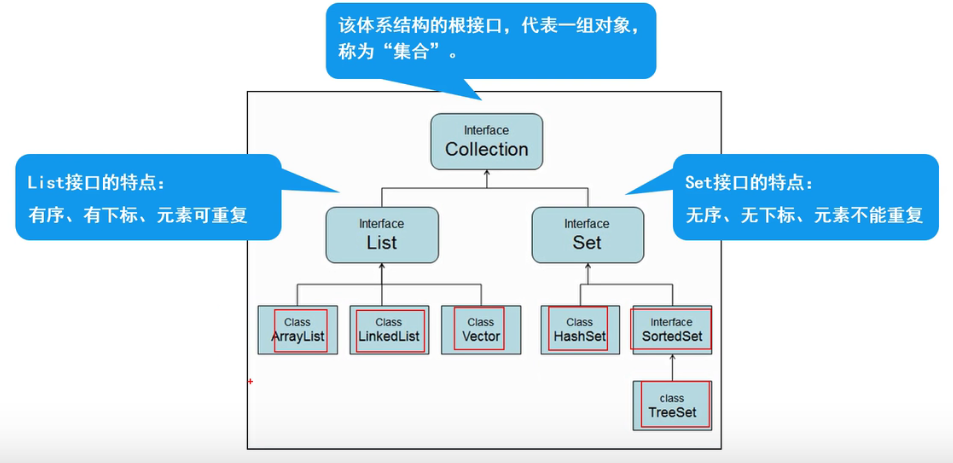 该体系结构的根接口，代表一组对象，
称为“集合”。
Interface
Collection
List接口的特点：
有序、有下标、元素可重复
Set接口的特点：
无序、无下标、元素不能重复
Interface
List
Interface
Set
Class
ArrayList
Class
LinkedList
Class
Vector
Class
HashSet
Interface
SortedSet
class
TreeSet